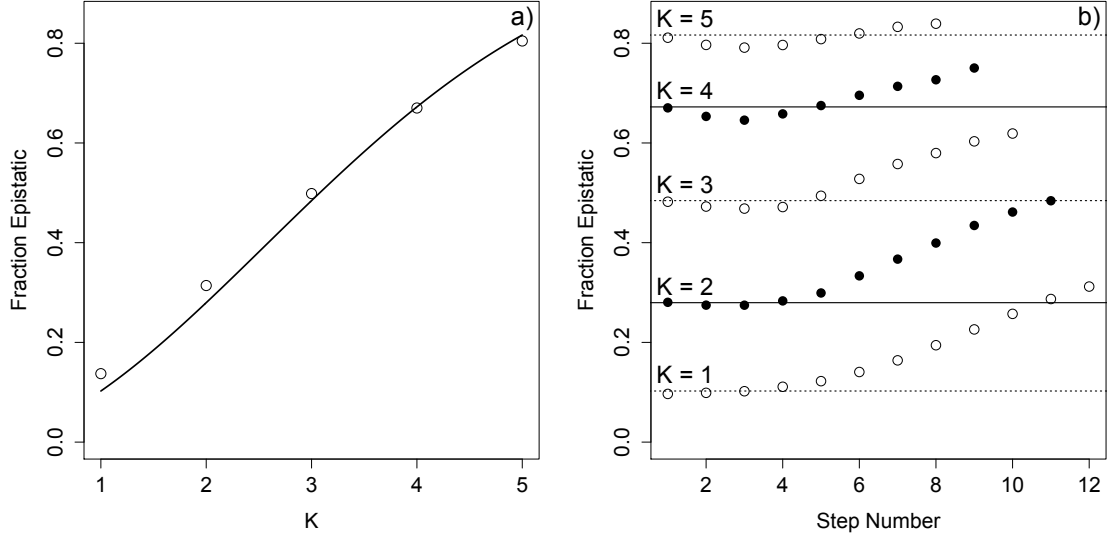 a)
Fraction Epistatic
0.8
0.6
0.4
0.2
0.0
1 2 3 4 5
K
b)
Fraction Epistatic
0.8
0.6
0.4
0.2
0.0
K = 5
K = 4
K = 3
K = 2
K = 1
2 4 6 8 10 12
Step Number